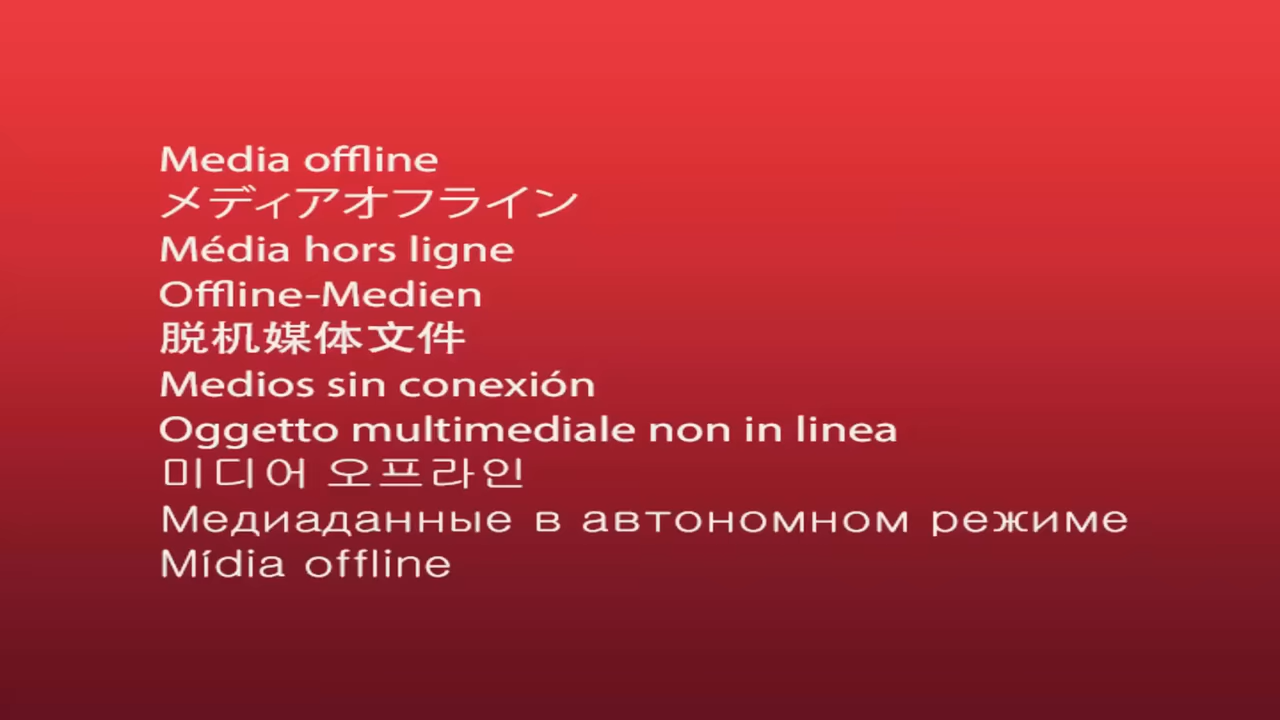 Media offline
メディアオフライン
Média hors ligne
Offline-Medien
脱机媒体文件
Medios sin conexión
Oggetto multimediale non in linea
미디어 오프라인
Медиаданные в автономном режиме
Mídia offline